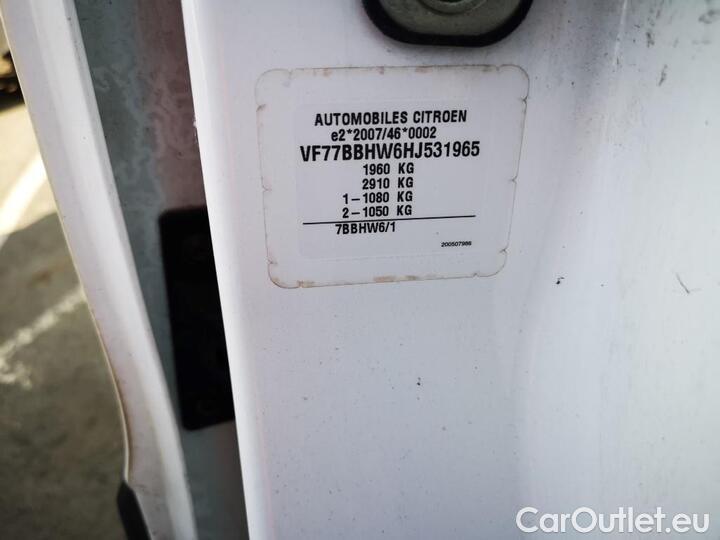 AUTOMOBILES CITROEN
e2*2007/46*0002
VF77BBHW6HJ531965
1960 KG
2910 KG
1-1080 KG
2-1050 KG
7BBHW6/1
200507986
CarOutlet.eu